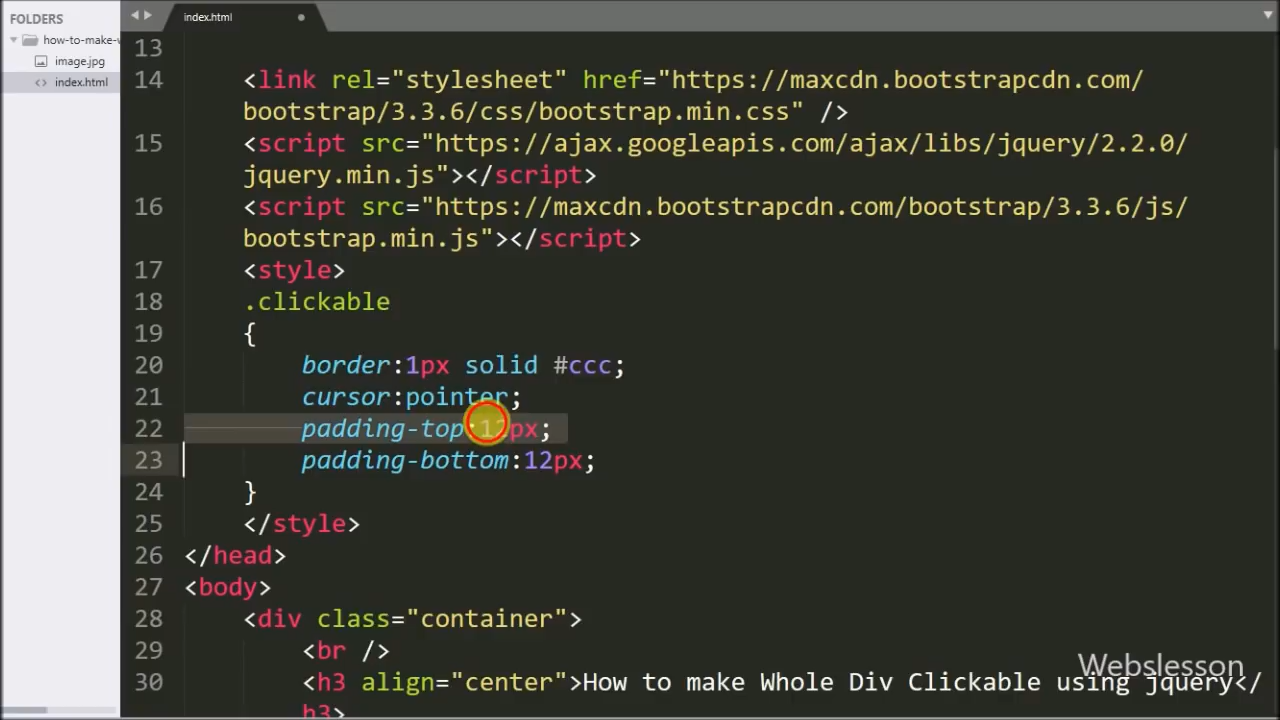 FOLDERS
how-to-make-w
image.jpg
index.html
index.html
13
14 <link rel="stylesheet" href="https://maxcdn.bootstrapcdn.com/
bootstrap/3.3.6/css/bootstrap.min.css" />
15 <script src="https://ajax.googleapis.com/ajax/libs/jquery/2.2.0/
jquery.min.js"></script>
16 <script src="https://maxcdn.bootstrapcdn.com/bootstrap/3.3.6/js/
bootstrap.min.js"></script>
17 <style>
18 .clickable
19 {
20 border:1px solid #ccc;
21 cursor:pointer;
22 padding-top:12px;
23 padding-bottom:12px;
24 }
25 </style>
26 </head>
27 <body>
28 <div class="container">
29 <br />
30 <h3 align="center">How to make Whole Div Clickable using jquery</
h3>
Webslesson